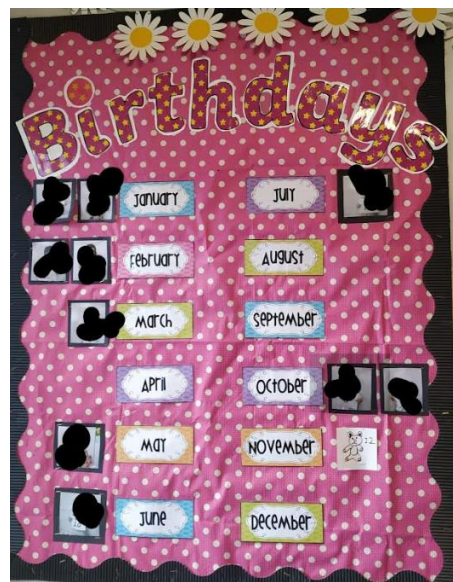 Birthdays
January July
February August
March September
April October
May November
June December